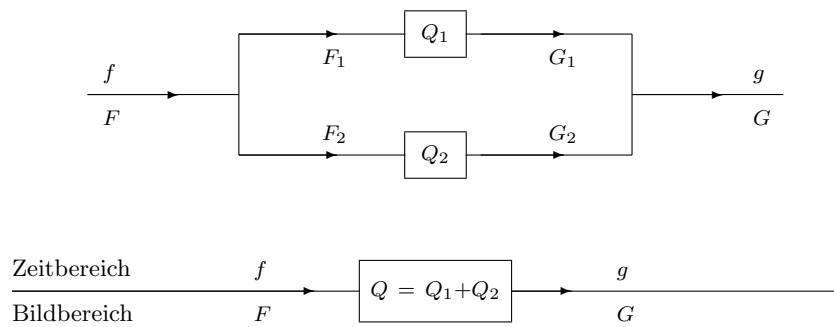 Q₁
F₁ G₁
f g
F G
F₂ G₂
Q₂
Zeitbereich f g
Q = Q₁+Q₂
Bildbereich F G